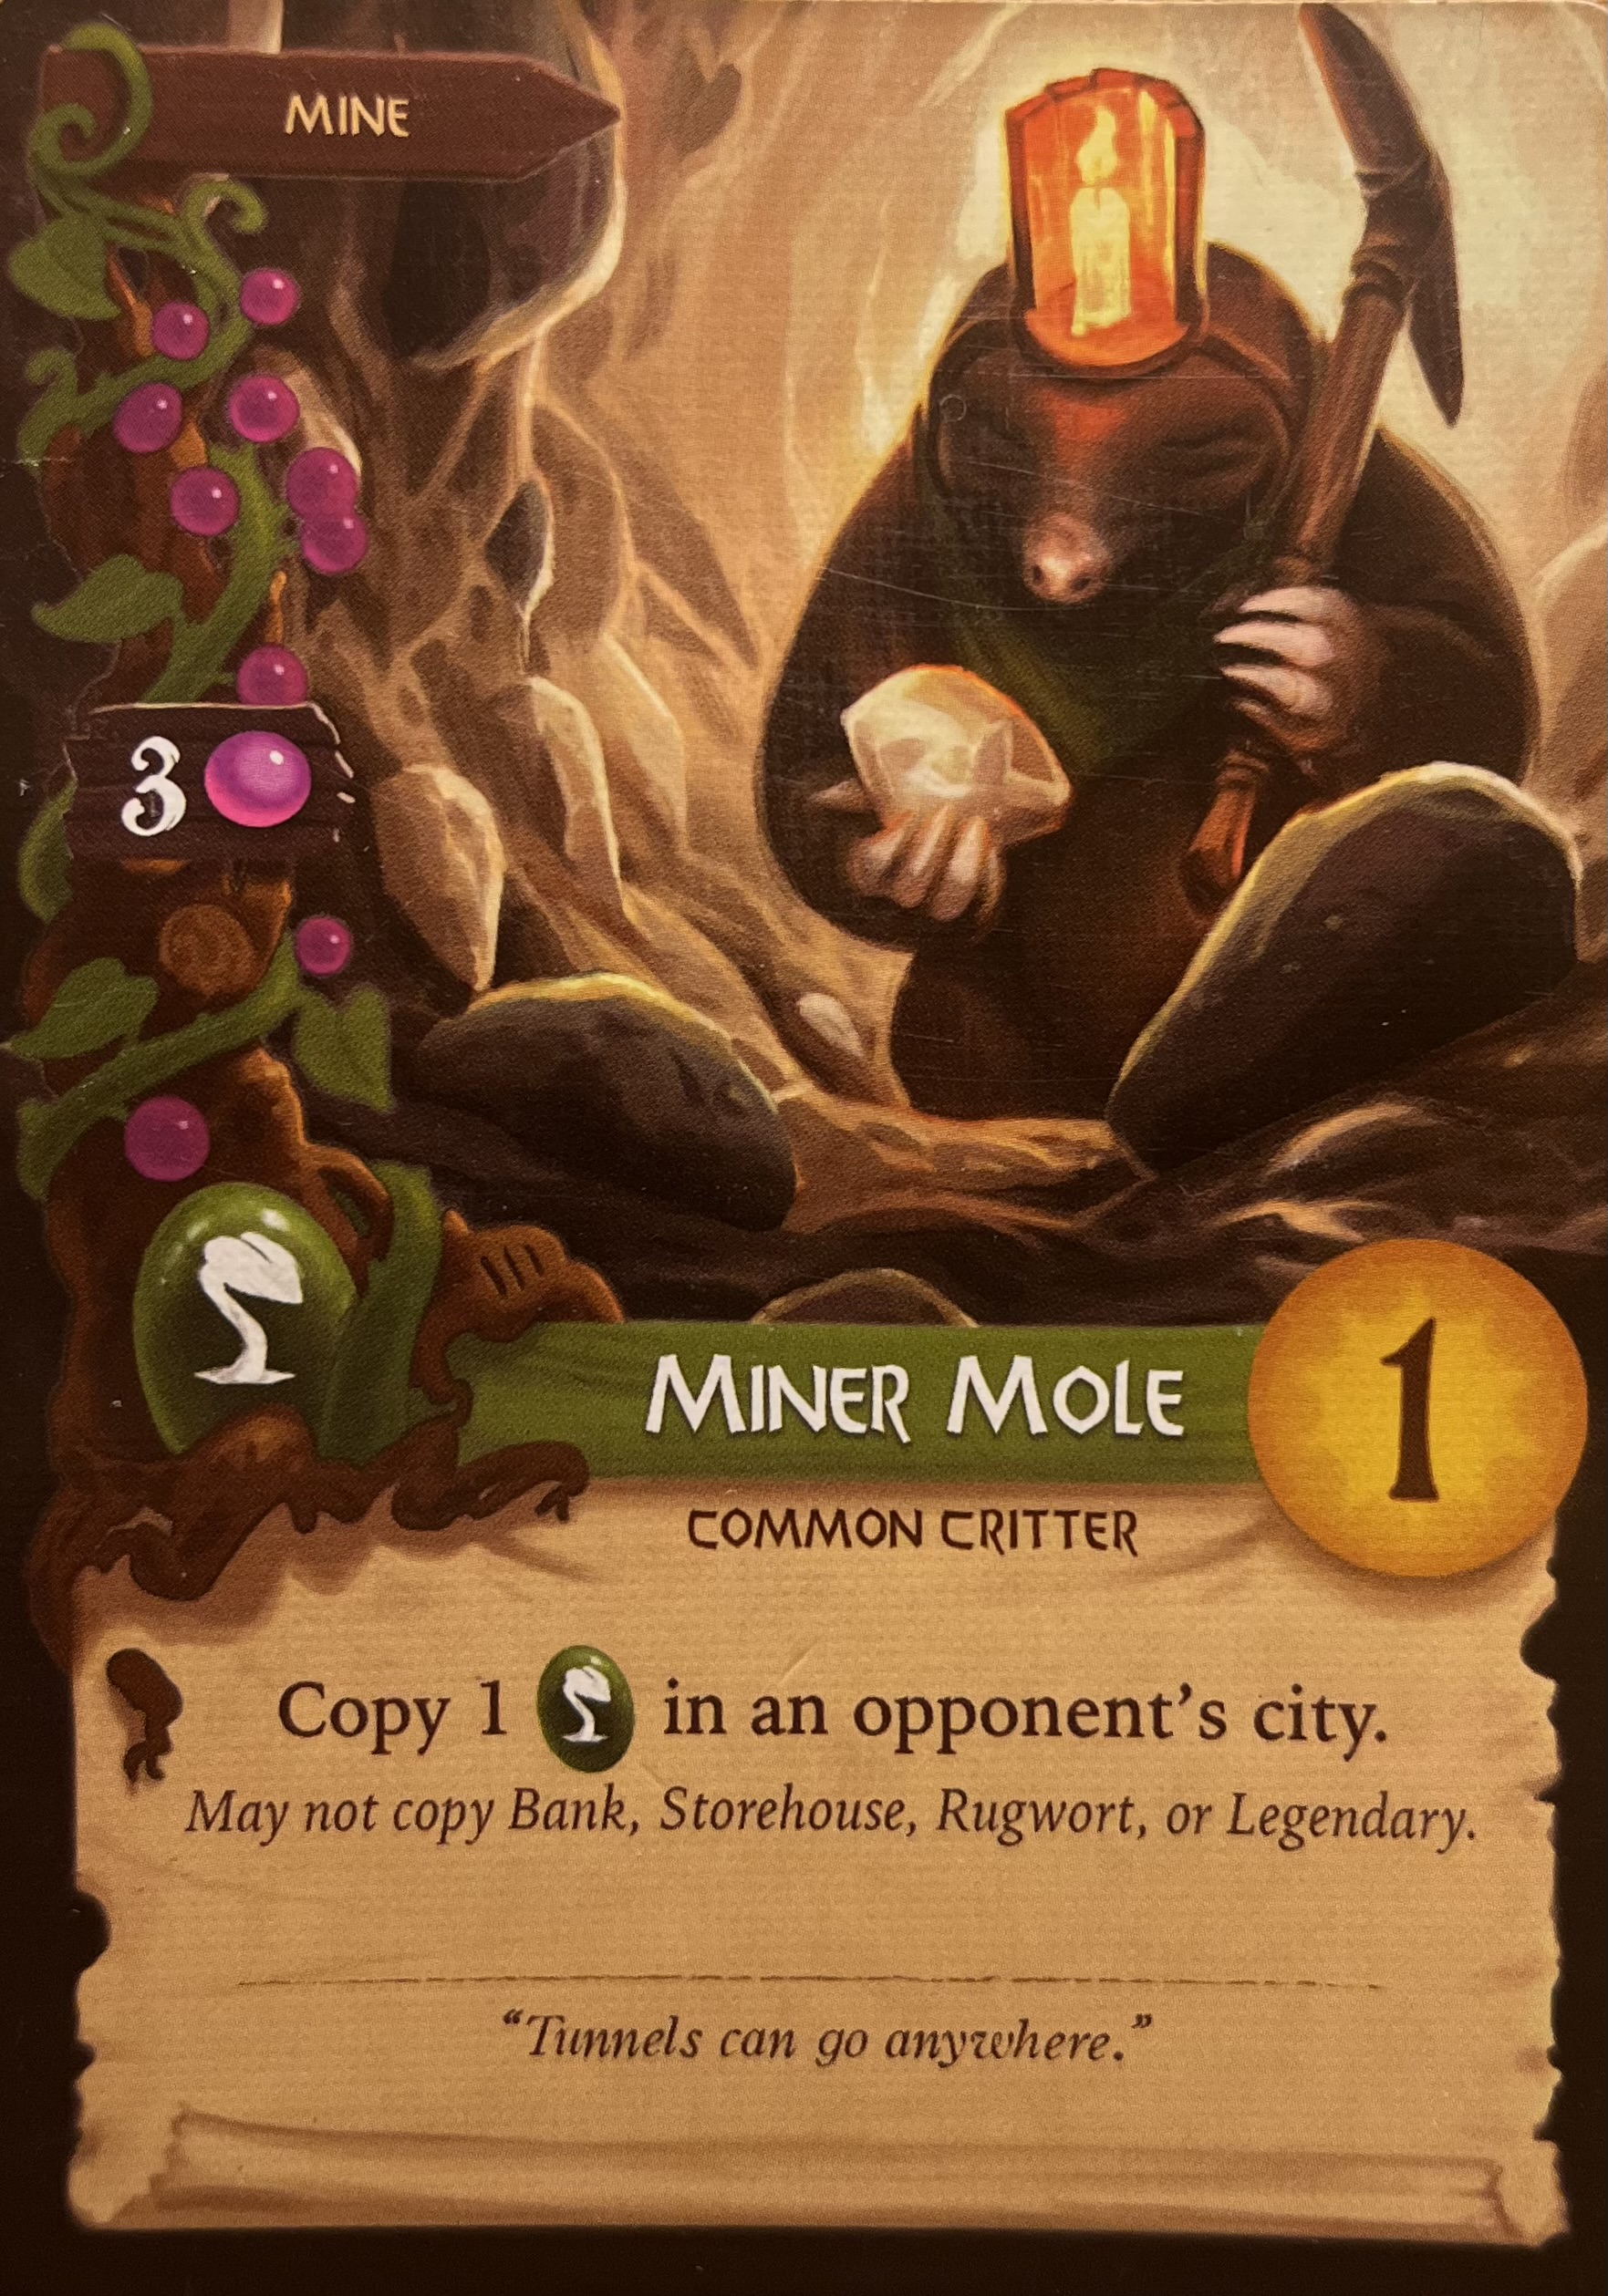 MINE
3
MINER MOLE
1
COMMON CRITTER
Copy 1 in an opponent’s city.
May not copy Bank, Storehouse, Rugwort, or Legendary.
“Tunnels can go anywhere.”